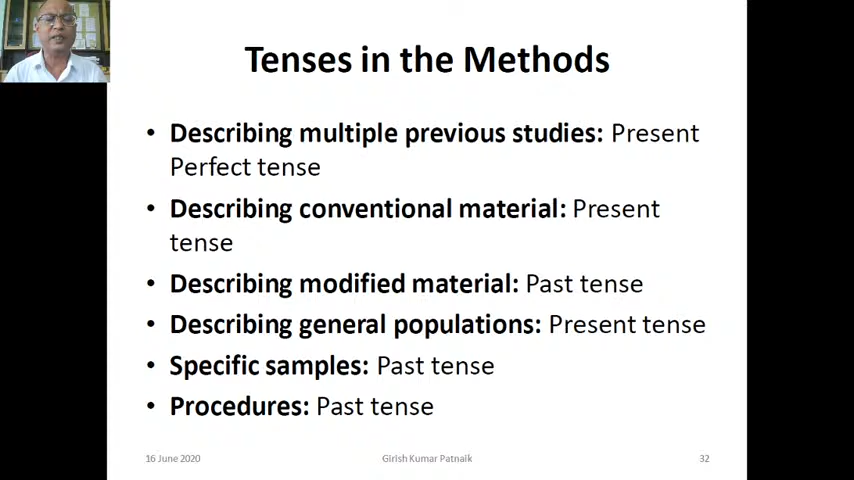 Tenses in the Methods
• Describing multiple previous studies: Present
Perfect tense
• Describing conventional material: Present
tense
• Describing modified material: Past tense
• Describing general populations: Present tense
• Specific samples: Past tense
• Procedures: Past tense
16 June 2020
Girish Kumar Patnaik
32